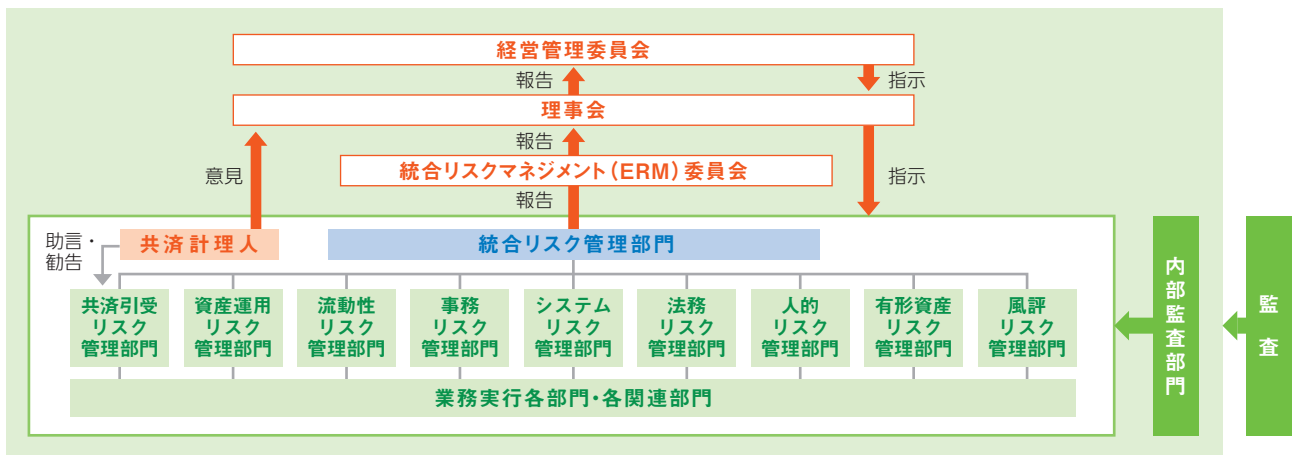 経営管理委員会
報告
指示
理事会
報告
意見
統合リスクマネジメント（ERM）委員会
指示
報告
助言・
勧告
共済計理人
統合リスク管理部門
共済引受
リスク
管理部門
資産運用
リスク
管理部門
流動性
リスク
管理部門
事務
リスク
管理部門
システム
リスク
管理部門
法務
リスク
管理部門
人的
リスク
管理部門
有形資産
リスク
管理部門
風評
リスク
管理部門
業務実行各部門・各関連部門
内部監査部門
監査